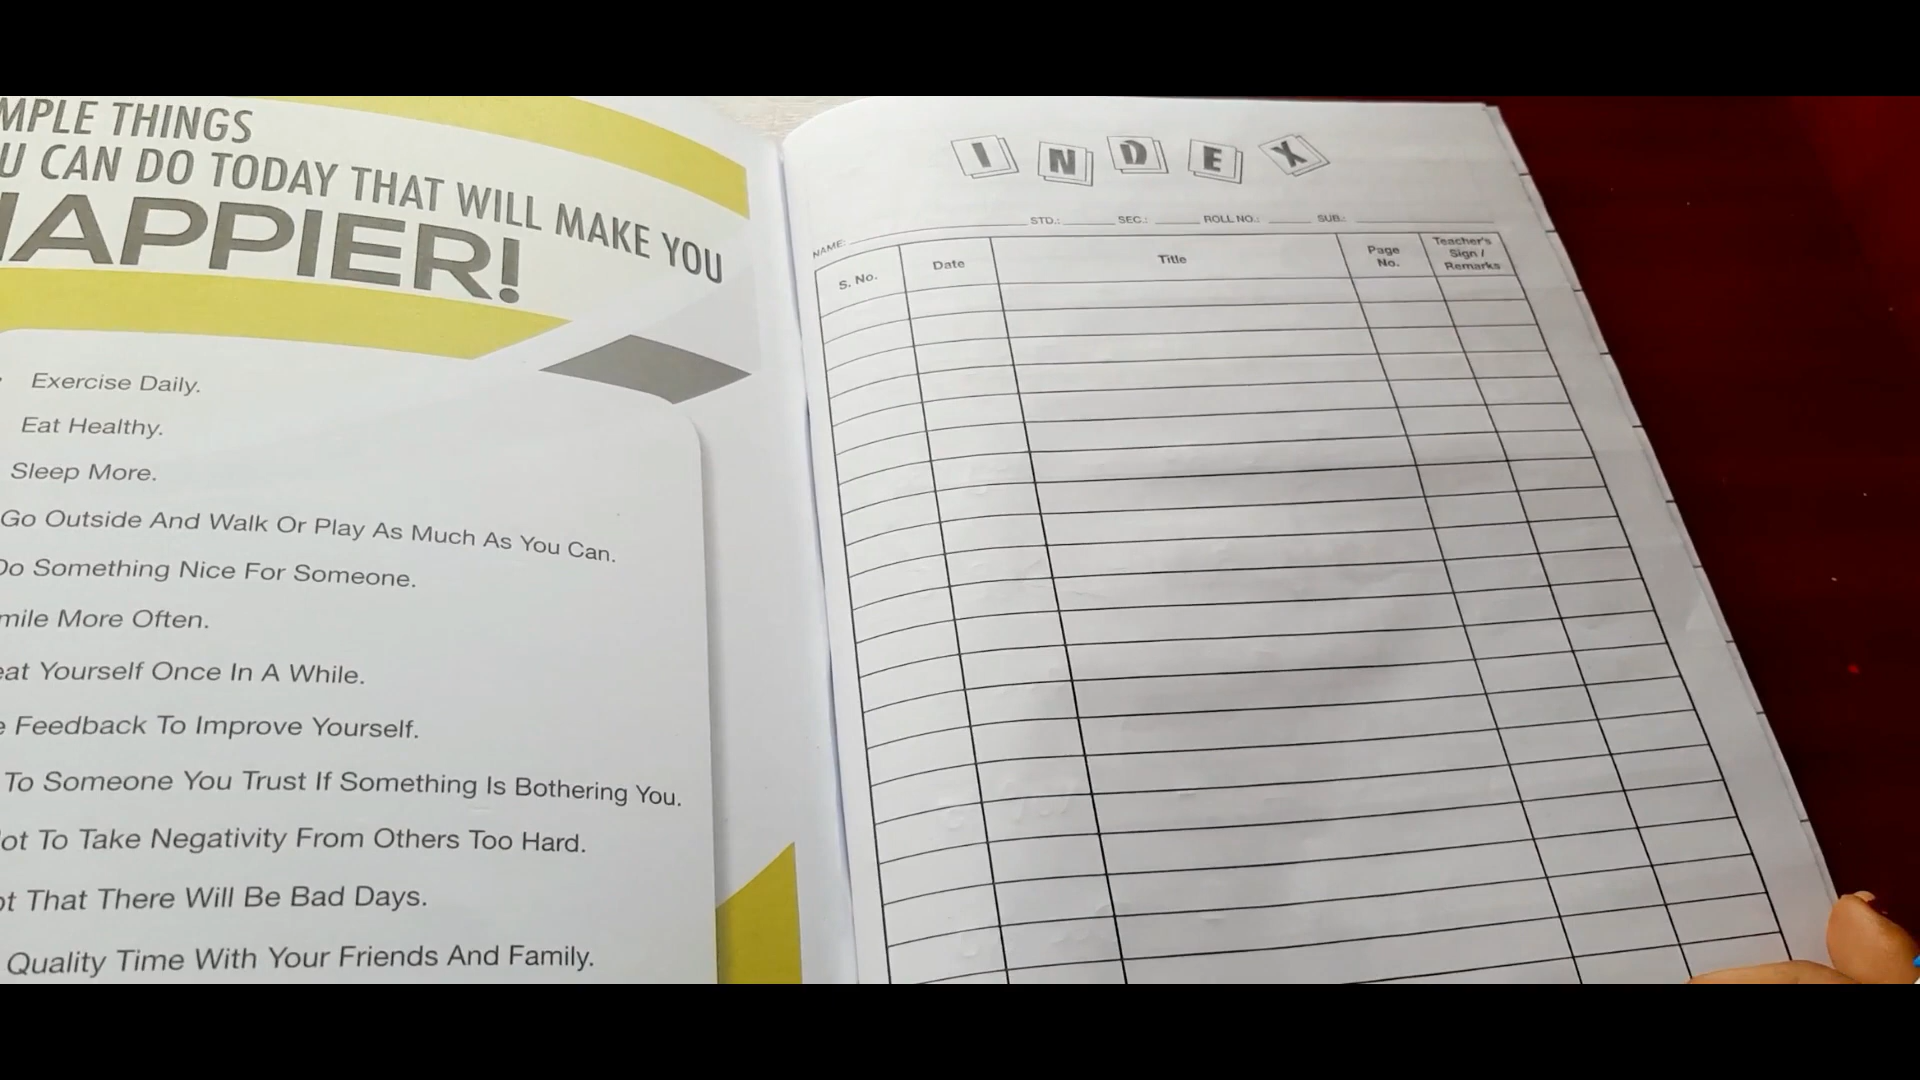 MPLE THINGS
U CAN DO TODAY THAT WILL MAKE YOU
HAPPIER!
Exercise Daily.
Eat Healthy.
Sleep More.
Go Outside And Walk Or Play As Much As You Can.
Do Something Nice For Someone.
mile More Often.
eat Yourself Once In A While.
e Feedback To Improve Yourself.
To Someone You Trust If Something Is Bothering You.
ot To Take Negativity From Others Too Hard.
pt That There Will Be Bad Days.
Quality Time With Your Friends And Family.
INDEX
NAME: STD.: SEC.: ROLL NO.: SUB.:
S. No. Date Title Page No. Teacher's Sign / Remarks